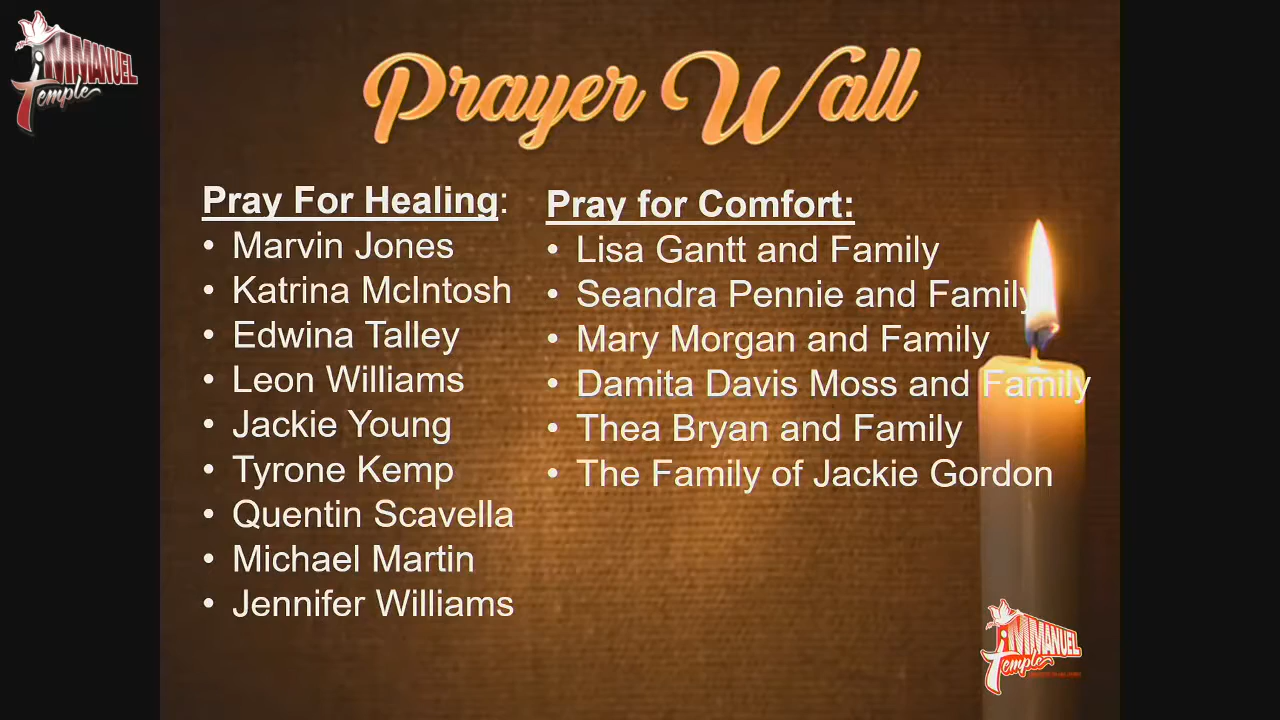 iMMANUEL
Temple
Prayer Wall
Pray For Healing:
• Marvin Jones
• Katrina McIntosh
• Edwina Talley
• Leon Williams
• Jackie Young
• Tyrone Kemp
• Quentin Scavella
• Michael Martin
• Jennifer Williams
Pray for Comfort:
• Lisa Gantt and Family
• Seandra Pennie and Family
• Mary Morgan and Family
• Damita Davis Moss and Family
• Thea Bryan and Family
• The Family of Jackie Gordon
iMMANUEL
Temple